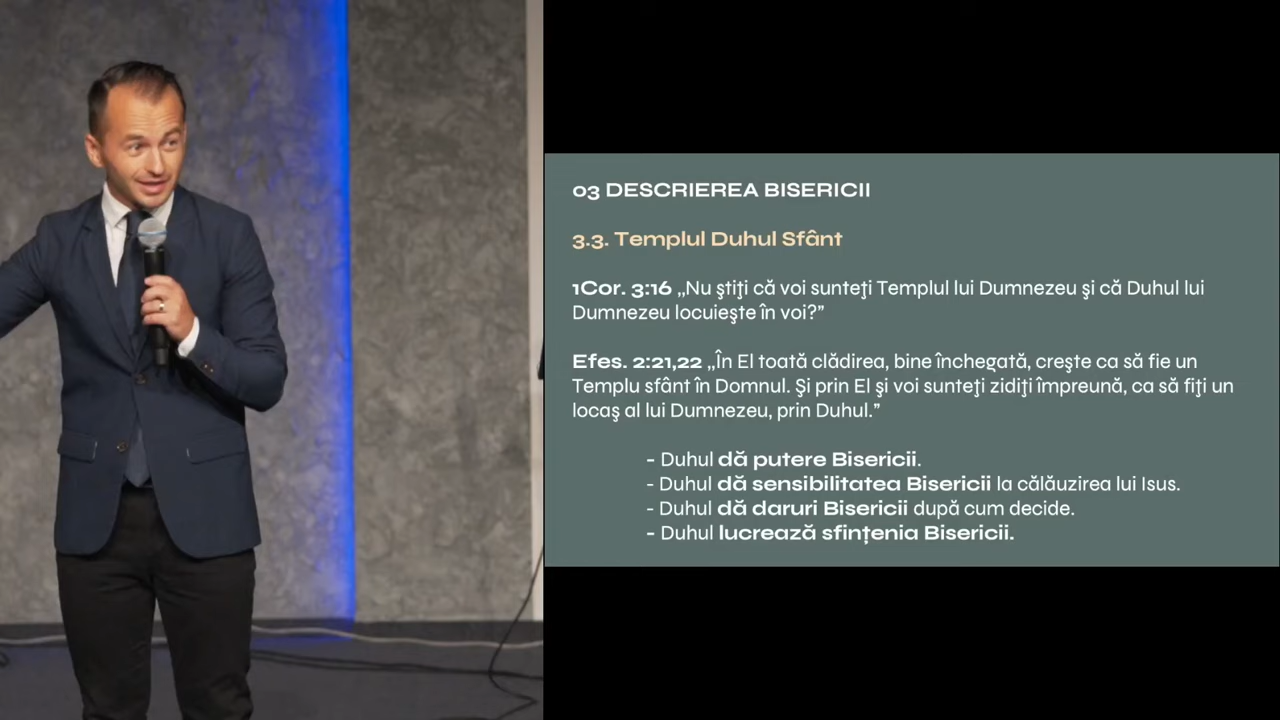 03 DESCRIEREA BISERICII
3.3. Templul Duhul Sfânt
1Cor. 3:16 „Nu ştiţi că voi sunteţi Templul lui Dumnezeu şi că Duhul lui
Dumnezeu locuieşte în voi?”
Efes. 2:21,22 „În El toată clădirea, bine închegată, creşte ca să fie un
Templu sfânt în Domnul. Şi prin El şi voi sunteţi zidiţi împreună, ca să fiţi un
locaş al lui Dumnezeu, prin Duhul.”
- Duhul dă putere Bisericii.
- Duhul dă sensibilitatea Bisericii la călăuzirea lui Isus.
- Duhul dă daruri Bisericii după cum decide.
- Duhul lucrează sfințenia Bisericii.